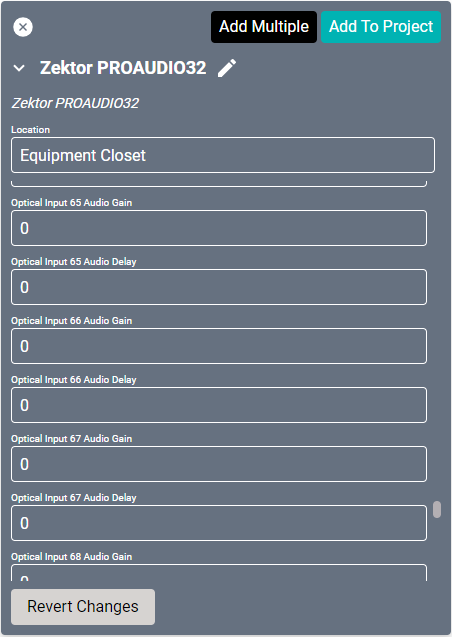 Add Multiple
Add To Project
Zektor PROAUDIO32
Zektor PROAUDIO32
Location
Equipment Closet
Optical Input 65 Audio Gain
0
Optical Input 65 Audio Delay
0
Optical Input 66 Audio Gain
0
Optical Input 66 Audio Delay
0
Optical Input 67 Audio Gain
0
Optical Input 67 Audio Delay
0
Optical Input 68 Audio Gain
0
Revert Changes